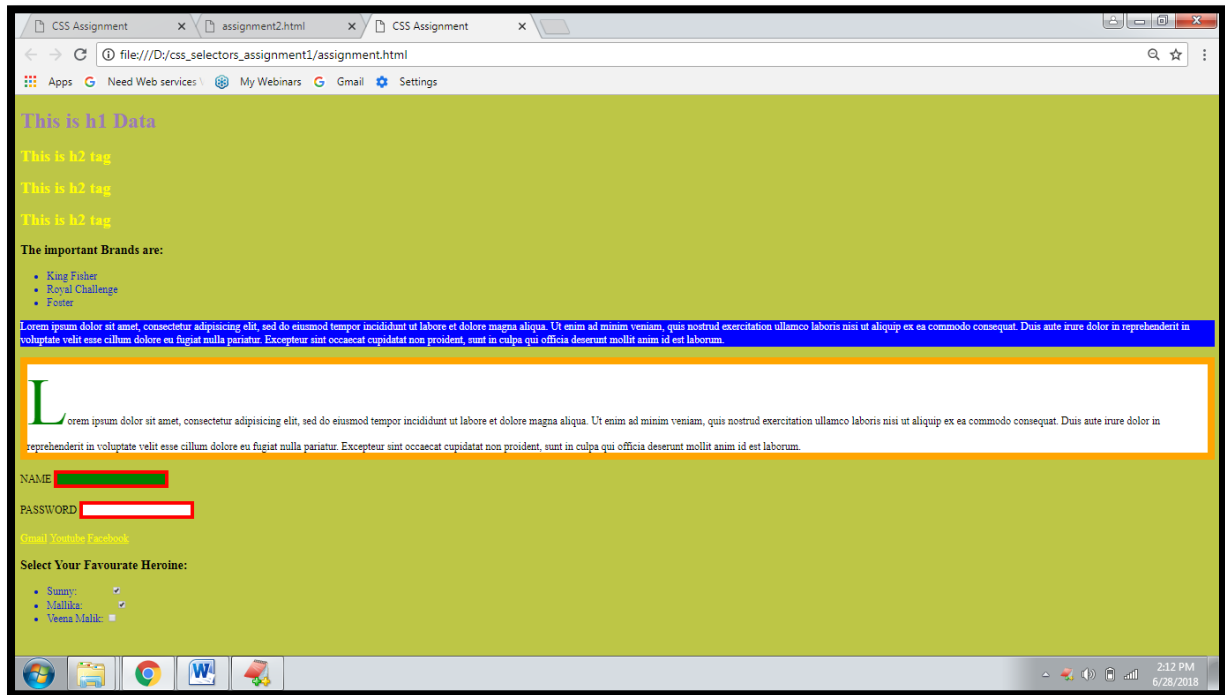 CSS Assignment
assignment2.html
CSS Assignment
file:///D:/css_selectors_assignment1/assignment.html
Apps
Need Web services \
My Webinars
Gmail
Settings
This is h1 Data
This is h2 tag
This is h2 tag
This is h2 tag
The important Brands are:
King Fisher
Royal Challenge
Foster
Lorem ipsum dolor sit amet, consectetur adipisicing elit, sed do eiusmod tempor incididunt ut labore et dolore magna aliqua. Ut enim ad minim veniam, quis nostrud exercitation ullamco laboris nisi ut aliquip ex ea commodo consequat. Duis aute irure dolor in reprehenderit in
voluptate velit esse cillum dolore eu fugiat nulla pariatur. Excepteur sint occaecat cupidatat non proident, sunt in culpa qui officia deserunt mollit anim id est laborum.
Lorem ipsum dolor sit amet, consectetur adipisicing elit, sed do eiusmod tempor incididunt ut labore et dolore magna aliqua. Ut enim ad minim veniam, quis nostrud exercitation ullamco laboris nisi ut aliquip ex ea commodo consequat. Duis aute irure dolor in
reprehenderit in voluptate velit esse cillum dolore eu fugiat nulla pariatur. Excepteur sint occaecat cupidatat non proident, sunt in culpa qui officia deserunt mollit anim id est laborum.
NAME
PASSWORD
Gmail Youtube Facebook
Select Your Favourate Heroine:
Sunny:
Mallika:
Veena Malik:
2:12 PM
6/28/2018